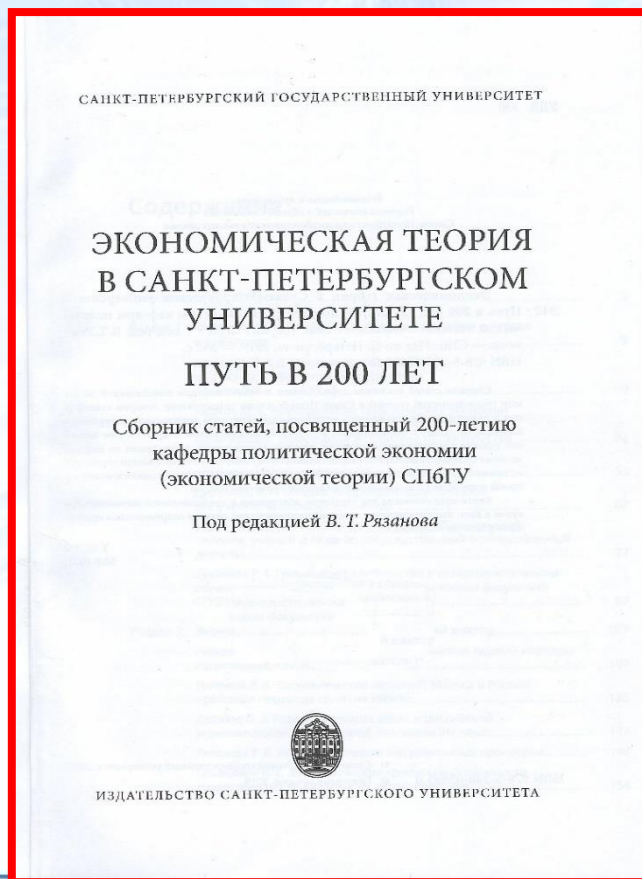 САНКТ-ПЕТЕРБУРГСКИЙ ГОСУДАРСТВЕННЫЙ УНИВЕРСИТЕТ
ЭКОНОМИЧЕСКАЯ ТЕОРИЯ
В САНКТ-ПЕТЕРБУРГСКОМ
УНИВЕРСИТЕТЕ
ПУТЬ В 200 ЛЕТ
Сборник статей, посвященный 200-летию
кафедры политической экономии
(экономической теории) СПбГУ
Под редакцией В. Т. Рязанова
ИЗДАТЕЛЬСТВО САНКТ-ПЕТЕРБУРГСКОГО УНИВЕРСИТЕТА